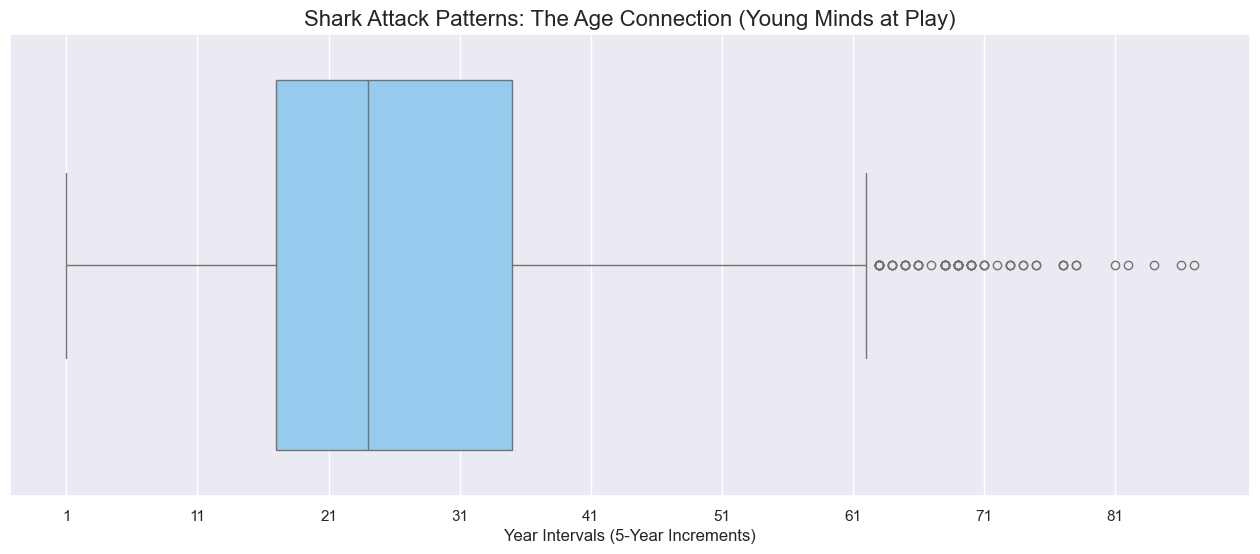 Shark Attack Patterns: The Age Connection (Young Minds at Play)
1 11 21 31 41 51 61 71 81
Year Intervals (5-Year Increments)